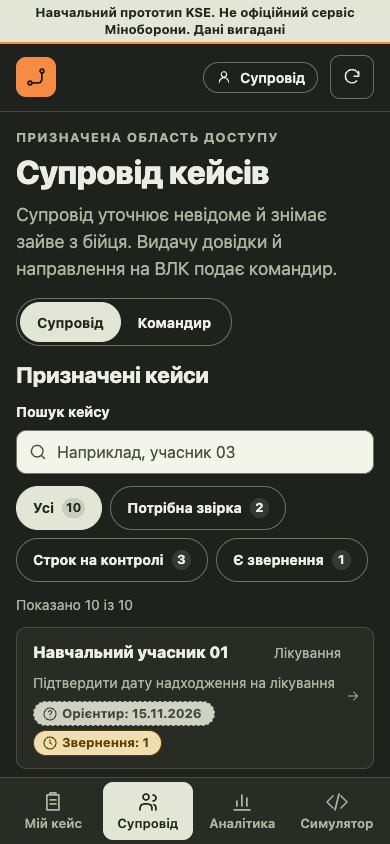 Навчальний прототип KSE. Не офіційний сервіс
Міноборони. Дані вигадані
Супровід
ПРИЗНАЧЕНА ОБЛАСТЬ ДОСТУПУ
Супровід кейсів
Супровід уточнює невідоме й знімає
зайве з бійця. Видачу довідки й
направлення на ВЛК подає командир.
Супровід Командир
Призначені кейси
Пошук кейсу
Наприклад, учасник 03
Усі 10 Потрібна звірка 2
Строк на контролі 3 Є звернення 1
Показано 10 із 10
Навчальний учасник 01 Лікування
Підтвердити дату надходження на лікування
Орієнтир: 15.11.2026
Звернення: 1
Мій кейс Супровід Аналітика Симулятор